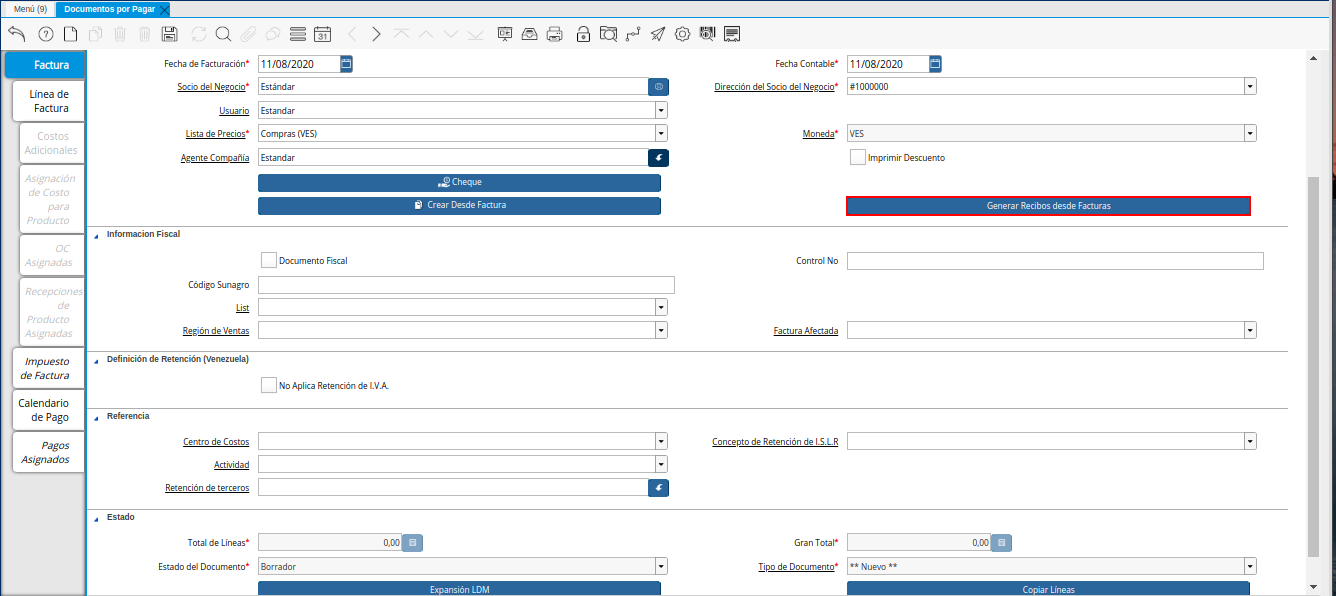 Menú (9) Documentos por Pagar
31
Factura
Línea de
Factura
Costos
Adicionales
Asignación
de Costo
para
Producto
OC
Asignadas
Recepciones
de
Producto
Asignadas
Impuesto
de Factura
Calendario
de Pago
Pagos
Asignados
Fecha de Facturación* 11/08/2020 Fecha Contable* 11/08/2020
Socio del Negocio* Estándar Dirección del Socio del Negocio* #1000000
Usuario Estandar
Lista de Precios* Compras (VES) Moneda* VES
Agente Compañía Estandar Imprimir Descuento
Cheque
Crear Desde Factura Generar Recibos desde Facturas
Informacion Fiscal
Documento Fiscal Control No
Código Sunagro
List
Región de Ventas Factura Afectada
Definición de Retención (Venezuela)
No Aplica Retención de I.V.A.
Referencia
Centro de Costos Concepto de Retención de I.S.L.R
Actividad
Retención de terceros
Estado
Total de Líneas* 0,00 Gran Total* 0,00
Estado del Documento* Borrador Tipo de Documento* ** Nuevo **
Expansión LDM Copiar Líneas